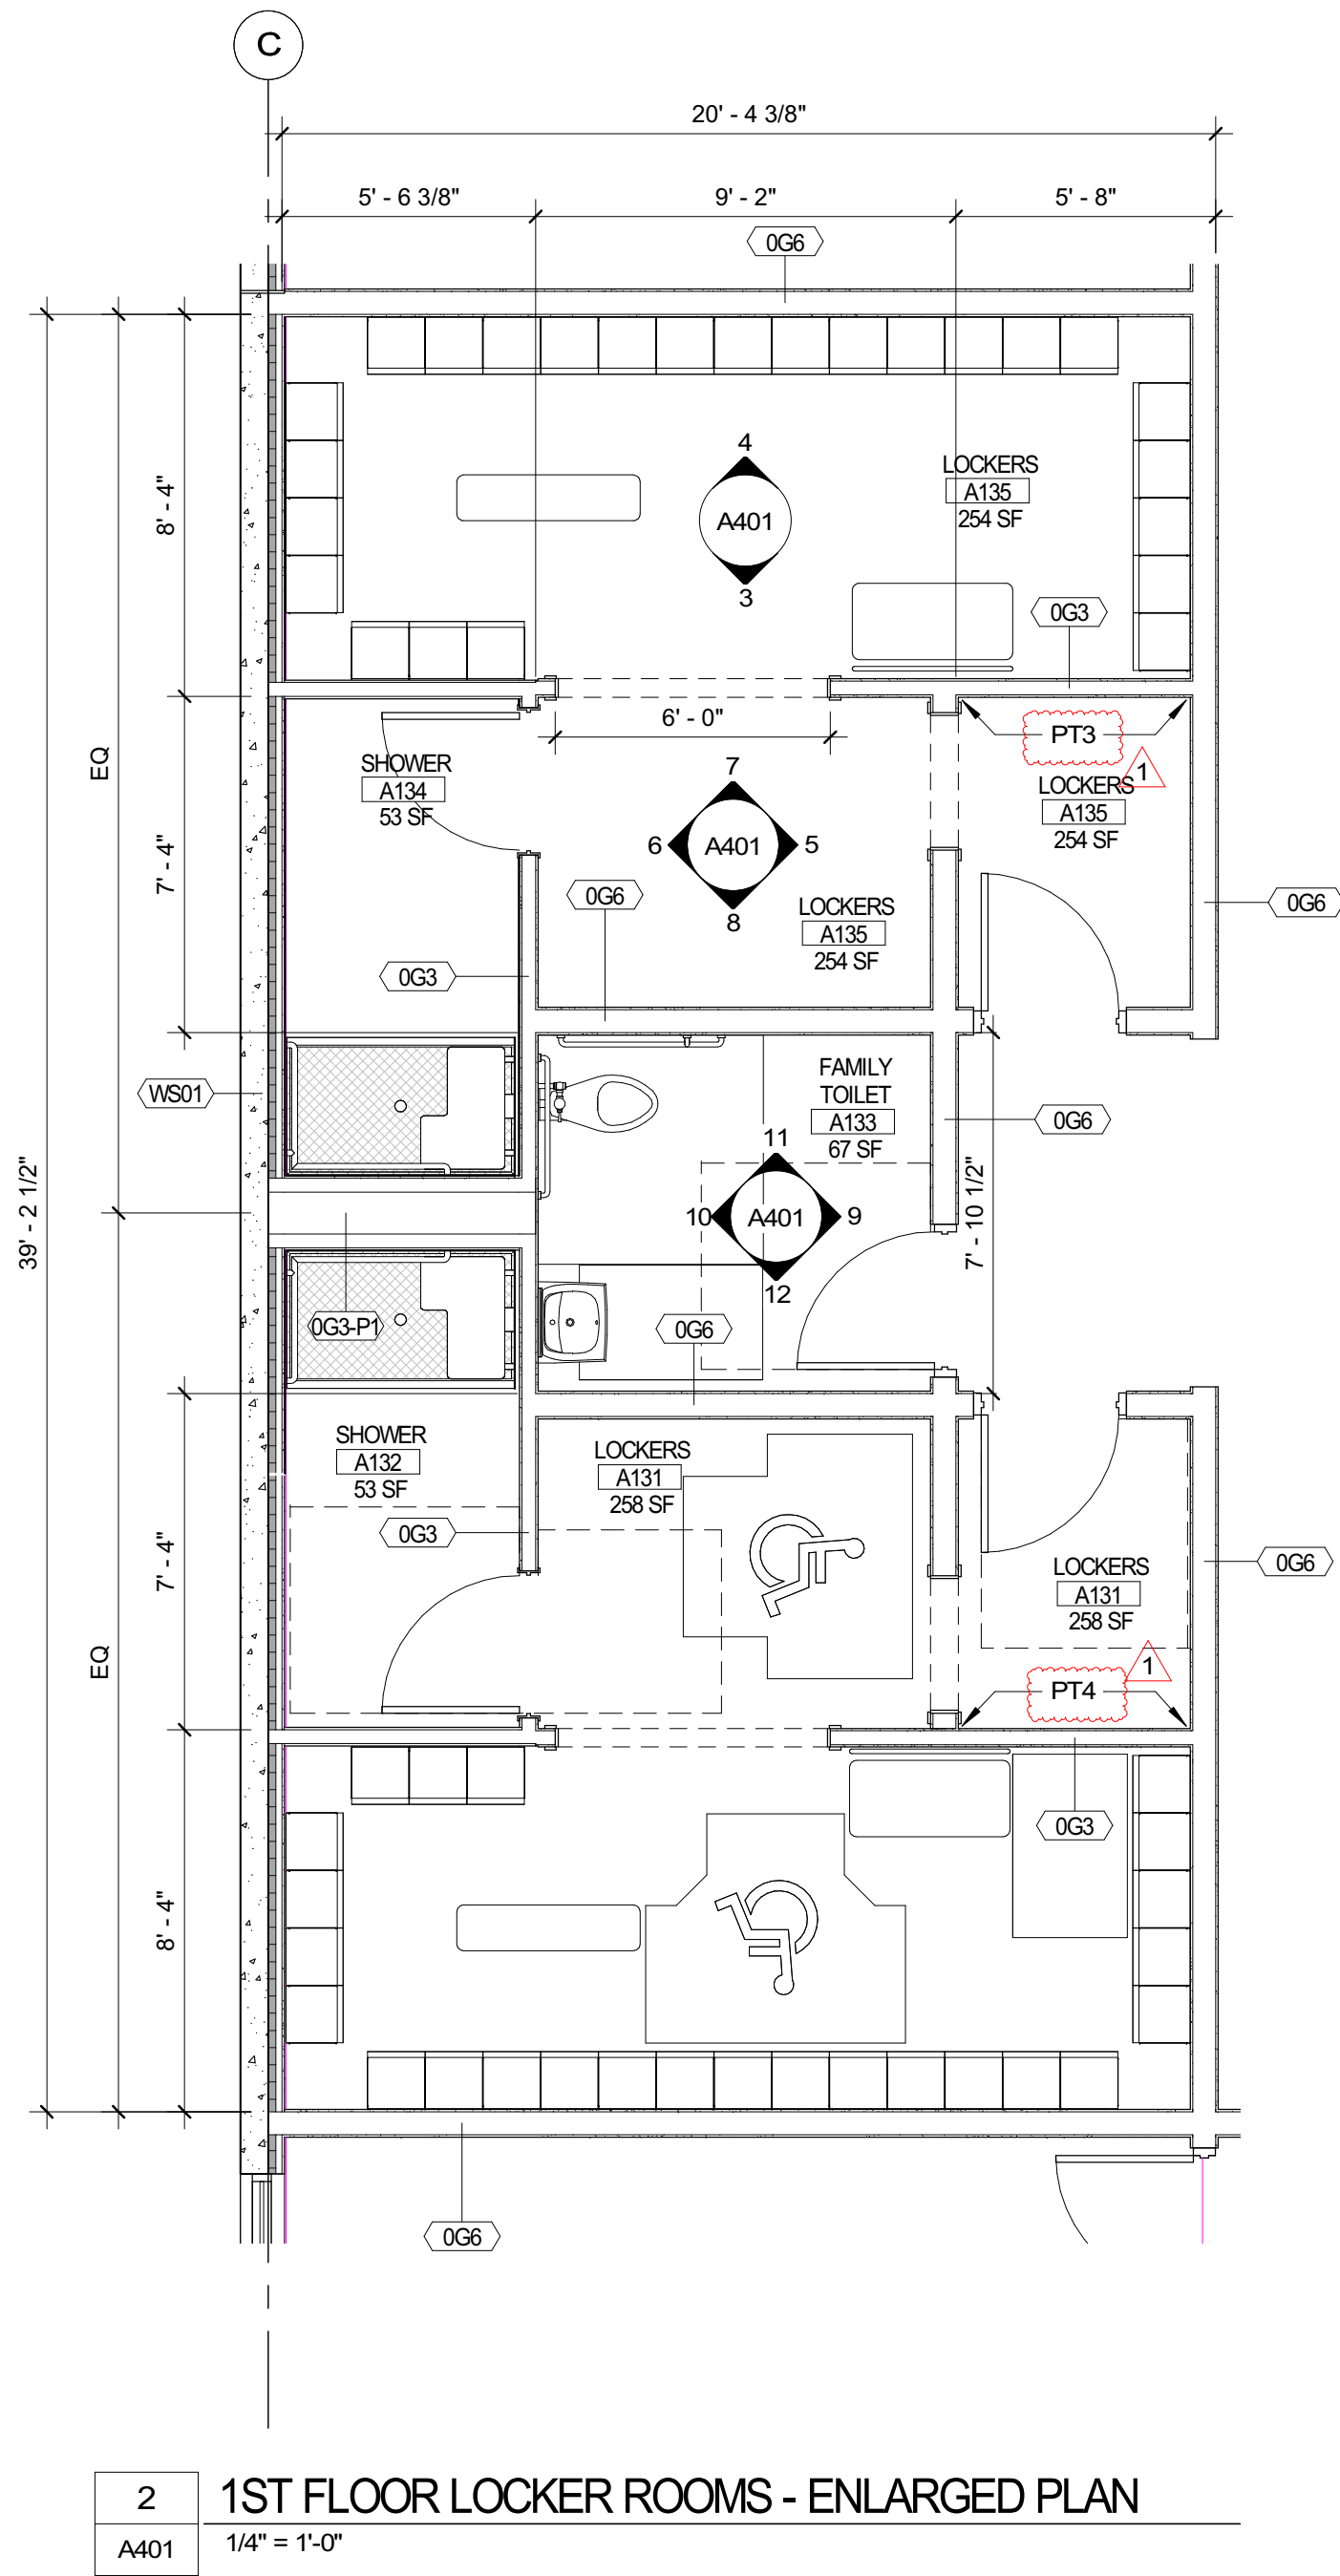 C
20' - 4 3/8"
5' - 6 3/8"
9' - 2"
5' - 8"
0G6
8' - 4"
4
A401
3
LOCKERS
A135
254 SF
0G3
6' - 0"
PT3
1
EQ
SHOWER
A134
53 SF
LOCKERS
A135
254 SF
7' - 4"
7
6
A401
5
8
0G6
LOCKERS
A135
254 SF
0G6
0G3
WS01
FAMILY
TOILET
A133
67 SF
0G6
39' - 2 1/2"
11
10
A401
9
12
7' - 10 1/2"
0G3-P1
0G6
SHOWER
A132
53 SF
LOCKERS
A131
258 SF
0G3
7' - 4"
LOCKERS
A131
258 SF
0G6
EQ
1
PT4
0G3
8' - 4"
0G6
2
A401
1ST FLOOR LOCKER ROOMS - ENLARGED PLAN
1/4" = 1'-0"